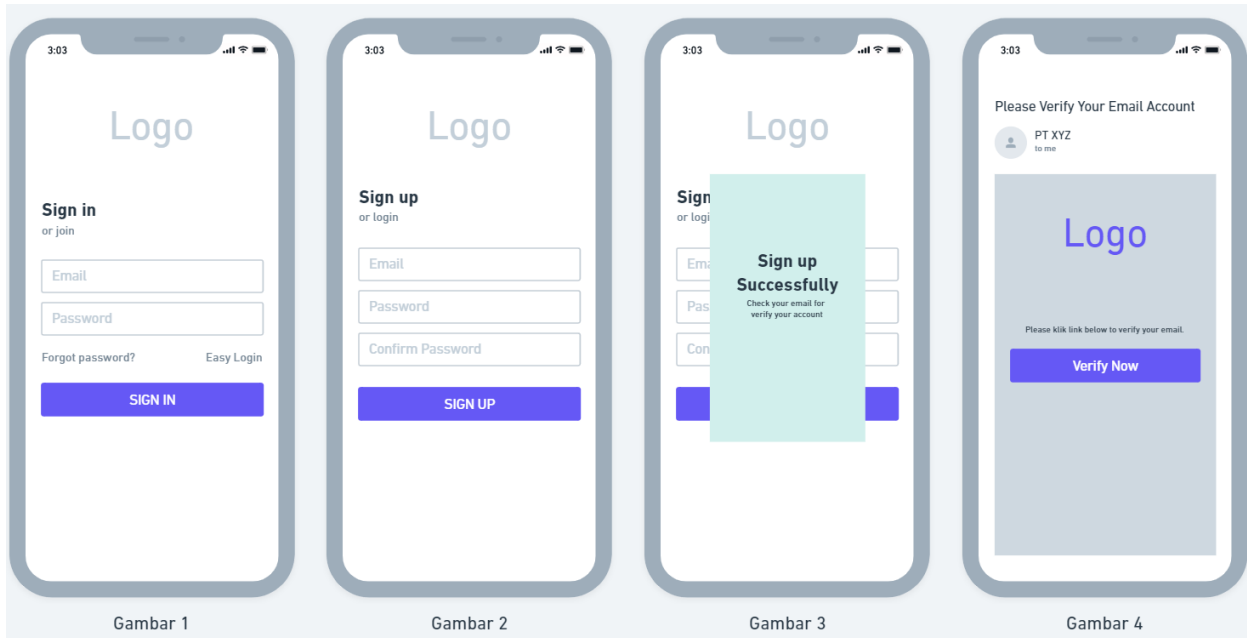 3:03
Logo
Sign in
or join
Email
Password
Forgot password?
Easy Login
SIGN IN
Gambar 1
3:03
Logo
Sign up
or login
Email
Password
Confirm Password
SIGN UP
Gambar 2
3:03
Logo
Sign
or logi
Ema
Pas
Con
Sign up
Successfully
Check your email for
verify your account
Gambar 3
3:03
Please Verify Your Email Account
PT XYZ
to me
Logo
Please klik link below to verify your email.
Verify Now
Gambar 4